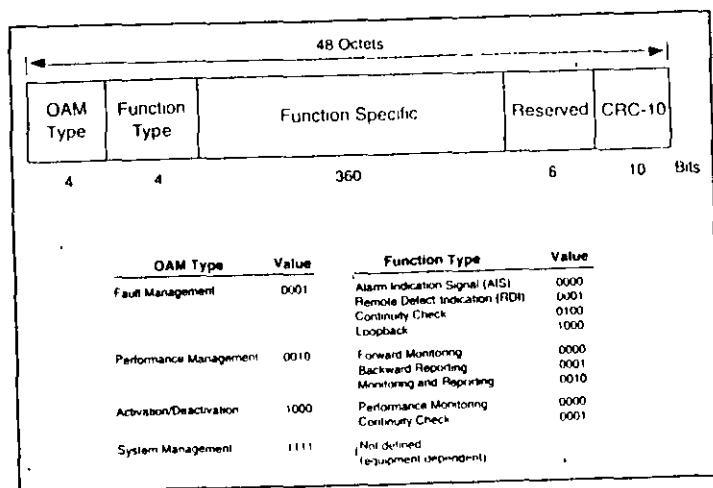 48 Octets
OAM Type Function Type Function Specific Reserved CRC-10
4 4 360 6 10 Bits
OAM Type Value Function Type Value
Fault Management 0001 Alarm Indication Signal (AIS) 0000
Remote Defect Indication (RDI) 0001
Continuity Check 0100
Loopback 1000
Performance Management 0010 Forward Monitoring 0000
Backward Reporting 0001
Monitoring and Reporting 0010
Activation/Deactivation 1000 Performance Monitoring 0000
Continuity Check 0001
System Management 1111 Not defined
(equipment dependent)